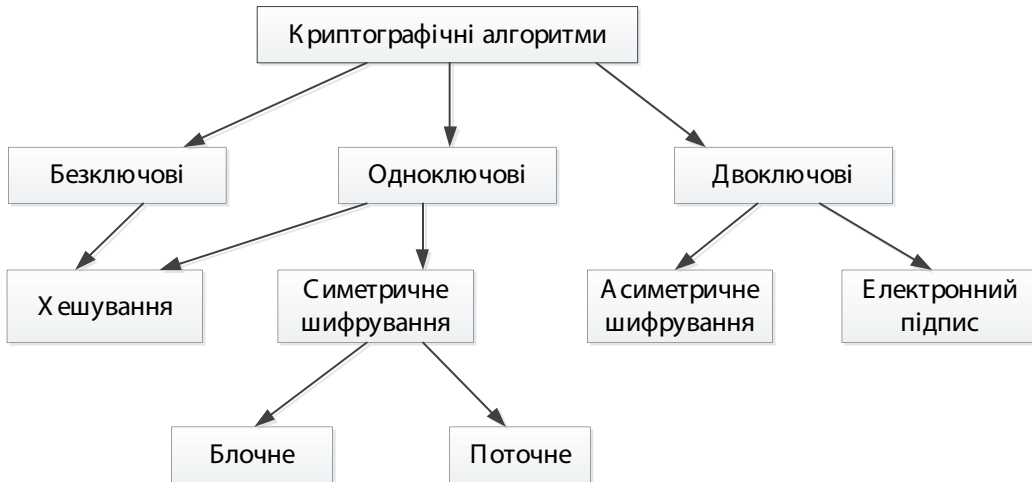 Криптографічні алгоритми
Безключові
Одноключові
Двоключові
Хешування
Симетричне
шифрування
Асиметричне
шифрування
Електронний
підпис
Блочне
Поточне